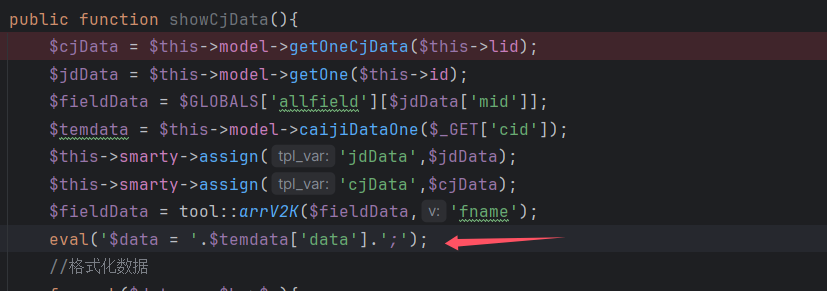 public function showCjData(){
$cjData = $this->model->getOneCjData($this->lid);
$jdData = $this->model->getOne($this->id);
$fieldData = $GLOBALS['allfield'][$jdData['mid']];
$temdata = $this->model->caijiDataOne($_GET['cid']);
$this->smarty->assign( tpl_var: 'jdData',$jdData);
$this->smarty->assign( tpl_var: 'cjData',$cjData);
$fieldData = tool::arrV2K($fieldData, v: 'fname');
eval('$data = '.$temdata['data'].';');
//格式化数据